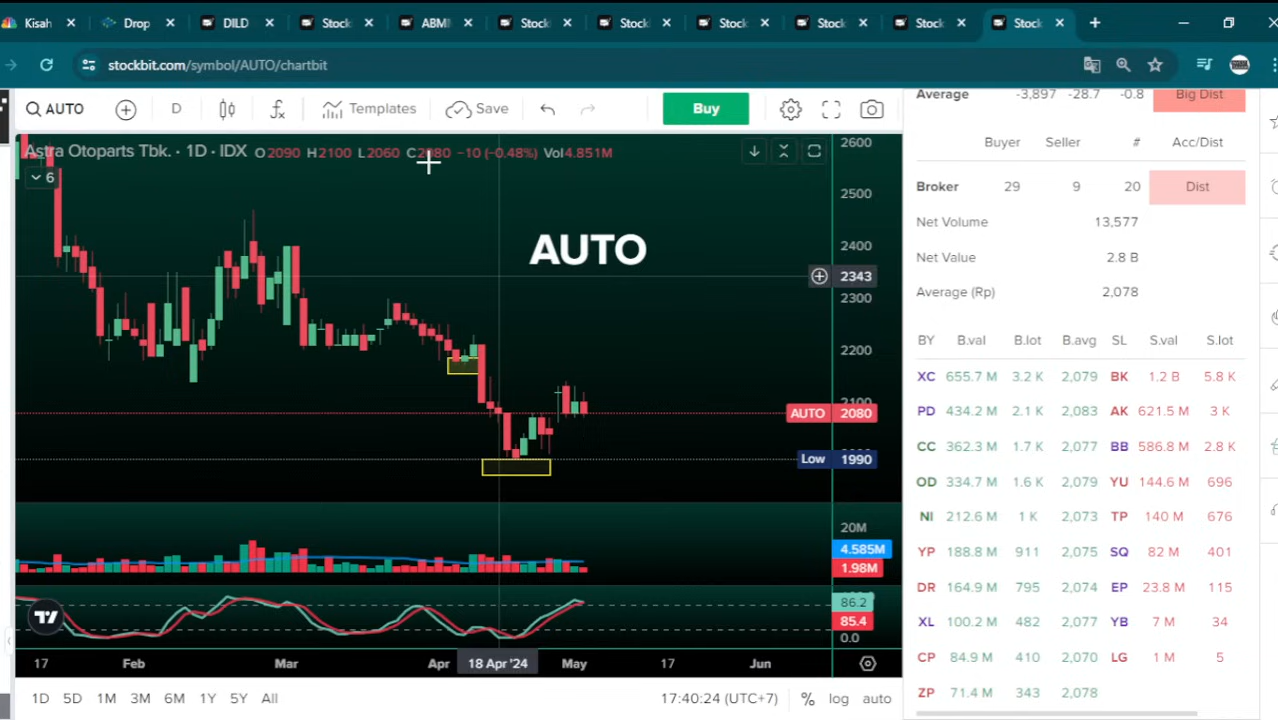 Kisah Drop DILD Stock ABMI Stock Stock Stock Stock Stock Stock
stockbit.com/symbol/AUTO/chartbit
AUTO D Templates Save Buy
Astra Otoparts Tbk. · 1D · IDX O2090 H2100 L2060 C2080 −10 (−0.48%) Vol4.851M
6
AUTO
2600
2500
2400
2343
2300
2200
2100
AUTO 2080
Low 1990
20M
4.585M
1.98M
86.2
85.4
0.0
17 Feb Mar Apr 18 Apr '24 May 17 Jun
1D 5D 1M 3M 6M 1Y 5Y All 17:40:24 (UTC+7) % log auto
Average -3,897 -28.7 -0.8 Big Dist
Buyer Seller # Acc/Dist
Broker 29 9 20 Dist
Net Volume 13,577
Net Value 2.8 B
Average (Rp) 2,078
BY B.val B.lot B.avg SL S.val S.lot
XC 655.7 M 3.2 K 2,079 BK 1.2 B 5.8 K
PD 434.2 M 2.1 K 2,083 AK 621.5 M 3 K
CC 362.3 M 1.7 K 2,077 BB 586.8 M 2.8 K
OD 334.7 M 1.6 K 2,079 YU 144.6 M 696
NI 212.6 M 1 K 2,073 TP 140 M 676
YP 188.8 M 911 2,075 SQ 82 M 401
DR 164.9 M 795 2,074 EP 23.8 M 115
XL 100.2 M 482 2,077 YB 7 M 34
CP 84.9 M 410 2,070 LG 1 M 5
ZP 71.4 M 343 2,078